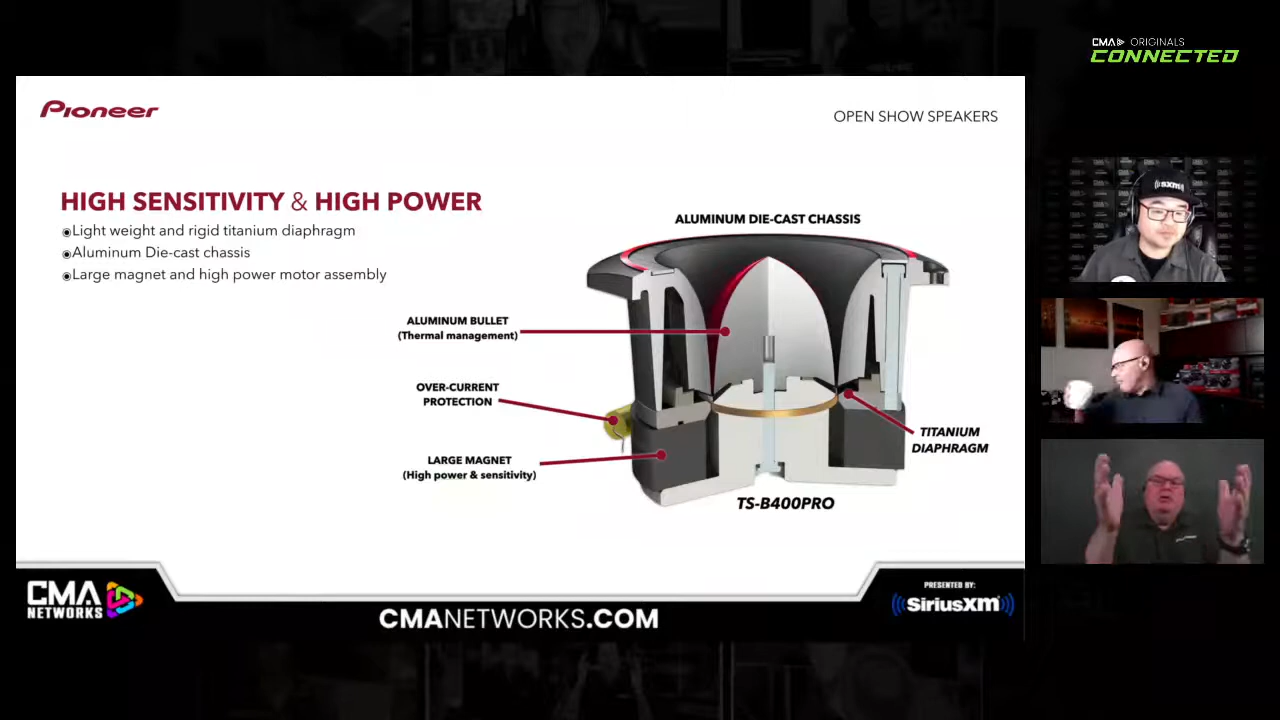 CMA ORIGINALS
CONNECTED
Pioneer
OPEN SHOW SPEAKERS
HIGH SENSITIVITY & HIGH POWER
Light weight and rigid titanium diaphragm
Aluminum Die-cast chassis
Large magnet and high power motor assembly
ALUMINUM DIE-CAST CHASSIS
ALUMINUM BULLET
(Thermal management)
OVER-CURRENT
PROTECTION
LARGE MAGNET
(High power & sensitivity)
TITANIUM
DIAPHRAGM
TS-B400PRO
SXM
CMA
NETWORKS
CMANETWORKS.COM
PRESENTED BY:
SiriusXM